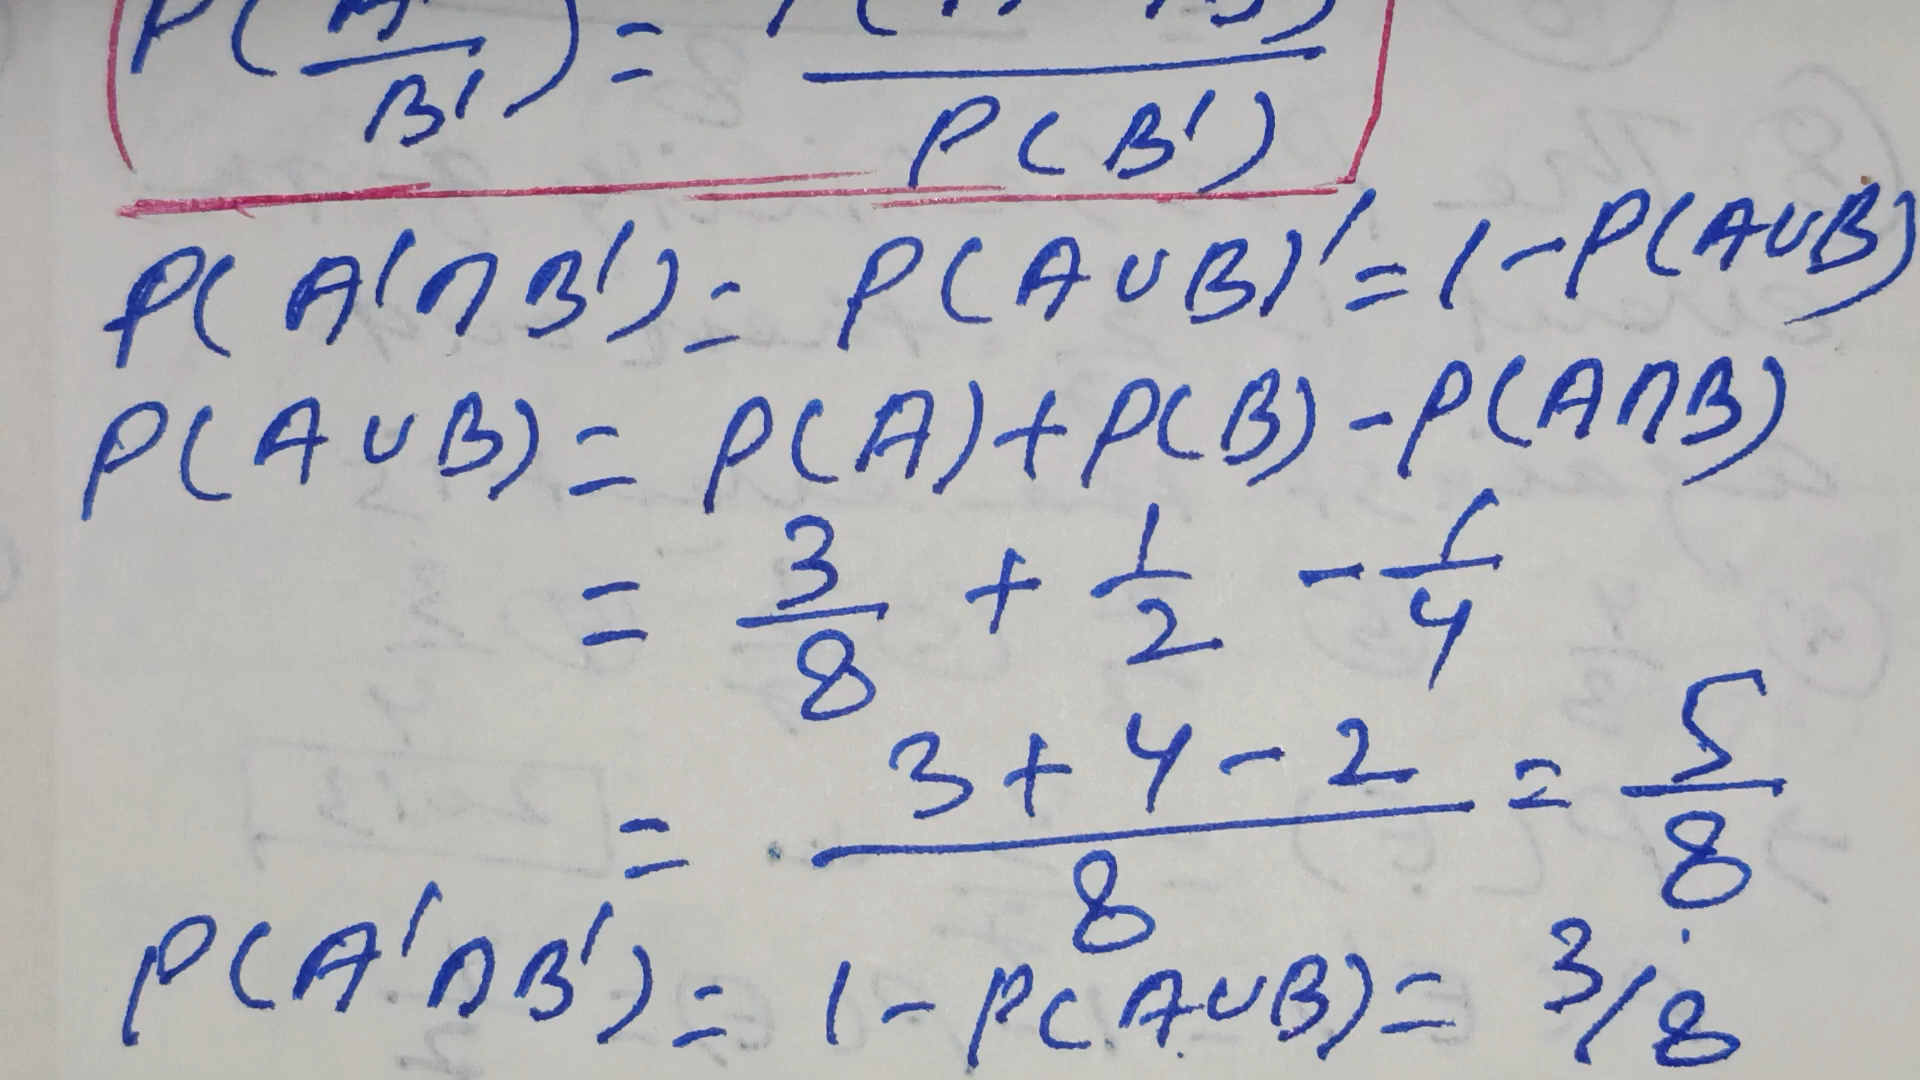 P(A'/B') = P(A'∩B')/P(B')
P(A'∩B') = P(A∪B)' = 1-P(A∪B)
P(A∪B) = P(A)+P(B)-P(A∩B)
= 3/8 + 1/2 - 1/4
= (3+4-2)/8 = 5/8
P(A'∩B') = 1-P(A∪B) = 3/8